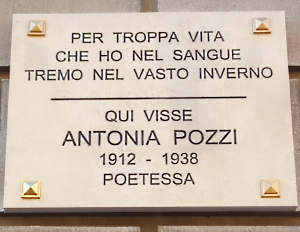 PER TROPPA VITA
CHE HO NEL SANGUE
TREMO NEL VASTO INVERNO
QUI VISSE
ANTONIA POZZI
1912 - 1938
POETESSA